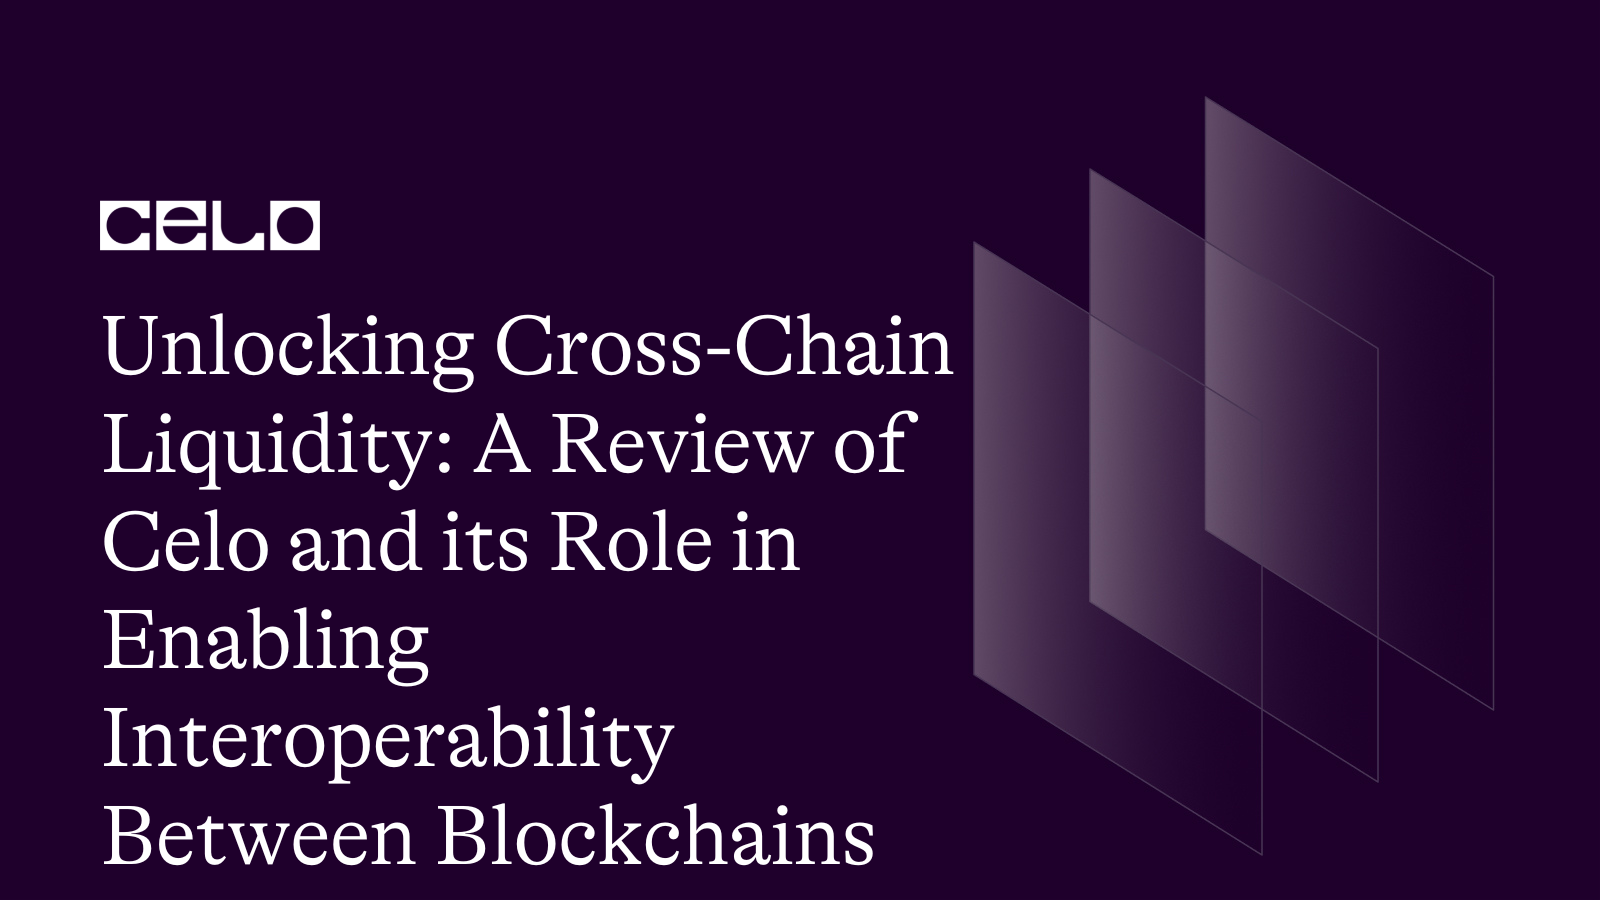 CELO
Unlocking Cross-Chain
Liquidity: A Review of
Celo and its Role in
Enabling
Interoperability
Between Blockchains